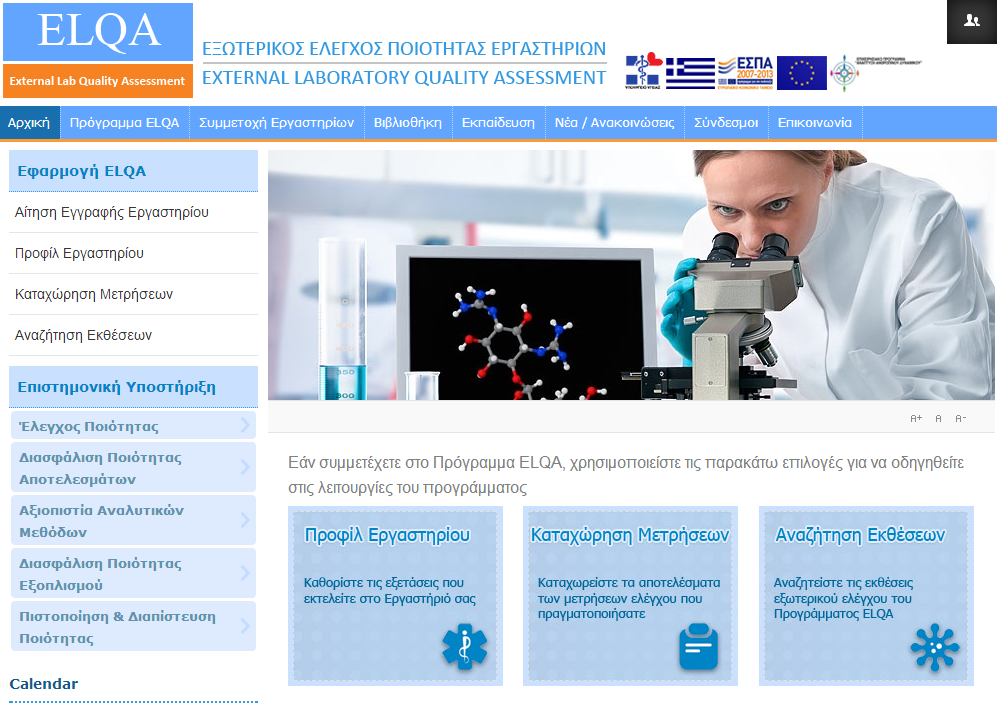 ELQA
External Lab Quality Assessment
ΕΞΩΤΕΡΙΚΟΣ ΕΛΕΓΧΟΣ ΠΟΙΟΤΗΤΑΣ ΕΡΓΑΣΤΗΡΙΩΝ
EXTERNAL LABORATORY QUALITY ASSESSMENT
ΥΠΟΥΡΓΕΙΟ ΥΓΕΙΑΣ
ΕΣΠΑ
2007-2013
Αρχική
Πρόγραμμα ELQA
Συμμετοχή Εργαστηρίων
Βιβλιοθήκη
Εκπαίδευση
Νέα / Ανακοινώσεις
Σύνδεσμοι
Επικοινωνία
Εφαρμογή ELQA
Αίτηση Εγγραφής Εργαστηρίου
Προφίλ Εργαστηρίου
Καταχώρηση Μετρήσεων
Αναζήτηση Εκθέσεων
Επιστημονική Υποστήριξη
Έλεγχος Ποιότητας
Διασφάλιση Ποιότητας
Αποτελεσμάτων
Αξιοπιστία Αναλυτικών
Μεθόδων
Διασφάλιση Ποιότητας
Εξοπλισμού
Πιστοποίηση & Διαπίστευση
Ποιότητας
Calendar
A+ A A-
Εάν συμμετέχετε στο Πρόγραμμα ELQA, χρησιμοποιείστε τις παρακάτω επιλογές για να οδηγηθείτε
στις λειτουργίες του προγράμματος
Προφίλ Εργαστηρίου
Καθορίστε τις εξετάσεις που
εκτελείτε στο Εργαστήριό σας
Καταχώρηση Μετρήσεων
Καταχωρείστε τα αποτελέσματα
των μετρήσεων ελέγχου που
πραγματοποιήσατε
Αναζήτηση Εκθέσεων
Αναζητείστε τις εκθέσεις
εξωτερικού ελέγχου του
Προγράμματος ELQA